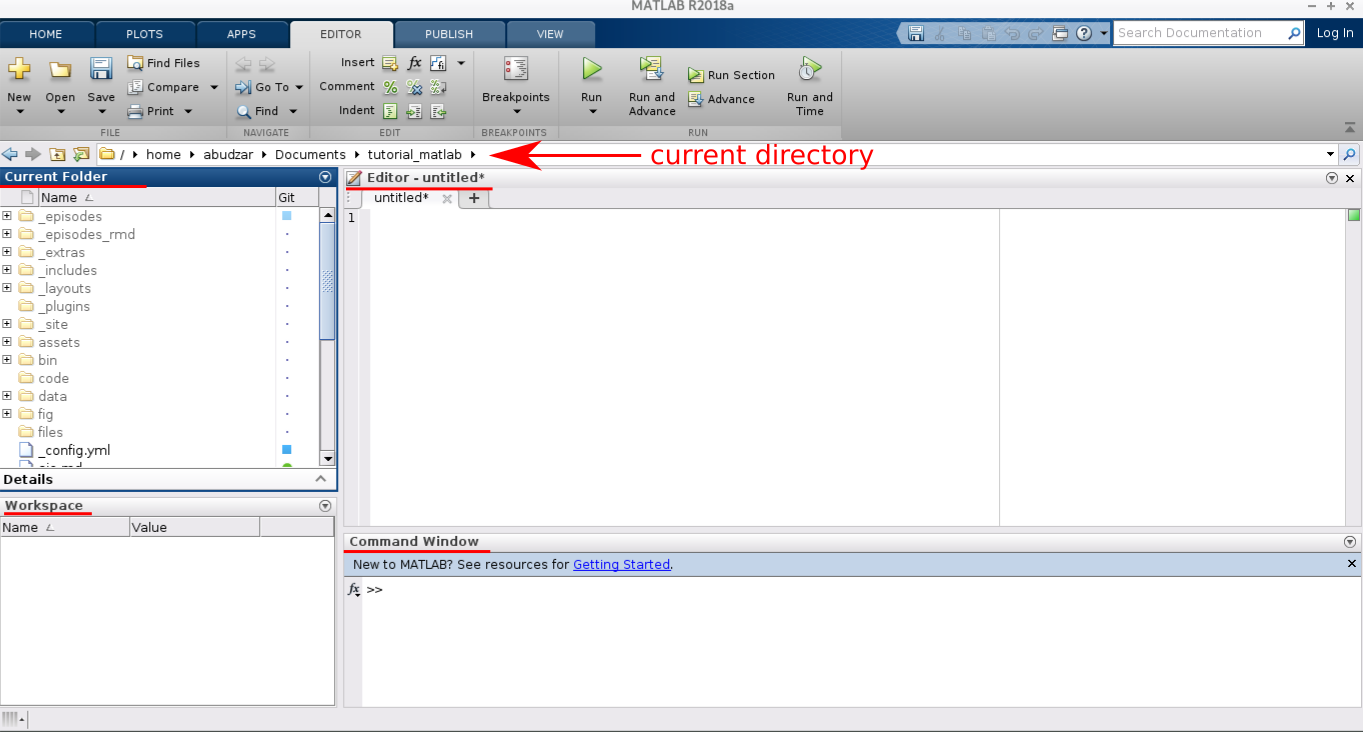 MATLAB R2018a
HOME PLOTS APPS EDITOR PUBLISH VIEW Search Documentation Log In
New Open Save Find Files Compare Print
FILE
Go To Find
NAVIGATE
Insert fx
Comment
Indent
EDIT
Breakpoints
BREAKPOINTS
Run Run and Advance Run Section Advance Run and Time
RUN
/ home abudzar Documents tutorial_matlab current directory
Current Folder
Name Git
_episodes
_episodes_rmd
_extras
_includes
_layouts
_plugins
_site
assets
bin
code
data
fig
files
_config.yml
Details
Workspace
Name Value
Editor - untitled*
untitled* +
1
Command Window
New to MATLAB? See resources for Getting Started.
fx >>